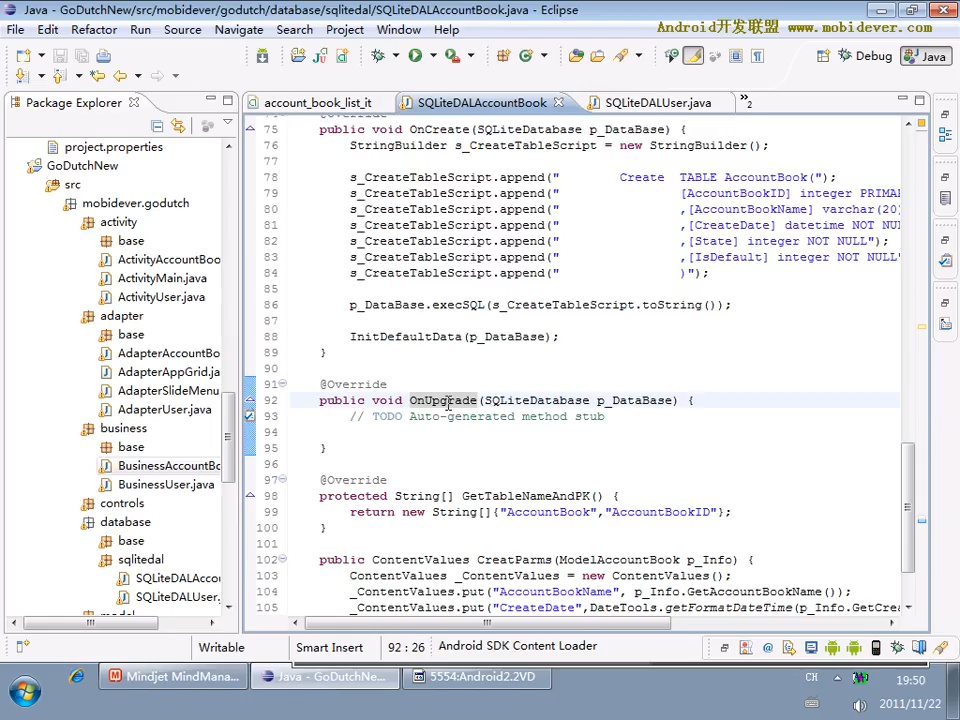 Java - GoDutchNew/src/mobidever/godutch/database/sqlitedal/SQLiteDALAccountBook.java - Eclipse
File Edit Refactor Run Source Navigate Search Project Window Help
Android开发联盟 www.mobidever.com
Debug Java
Package Explorer
account_book_list_it SQLiteDALAccountBook SQLiteDALUser.java »2
project.properties
GoDutchNew
src
mobidever.godutch
activity
base
ActivityAccountBoo
ActivityMain.java
ActivityUser.java
adapter
base
AdapterAccountBo
AdapterAppGrid.jav
AdapterSlideMenu
AdapterUser.java
business
base
BusinessAccountBo
BusinessUser.java
controls
database
base
sqlitedal
SQLiteDALAccou
SQLiteDALUser.
74 @Override
75 public void OnCreate(SQLiteDatabase p_DataBase) {
76 StringBuilder s_CreateTableScript = new StringBuilder();
77
78 s_CreateTableScript.append(" Create TABLE AccountBook(");
79 s_CreateTableScript.append(" [AccountBookID] integer PRIMAR
80 s_CreateTableScript.append(" ,[AccountBookName] varchar(20)
81 s_CreateTableScript.append(" ,[CreateDate] datetime NOT NUL
82 s_CreateTableScript.append(" ,[State] integer NOT NULL");
83 s_CreateTableScript.append(" ,[IsDefault] integer NOT NULL"
84 s_CreateTableScript.append(" )");
85
86 p_DataBase.execSQL(s_CreateTableScript.toString());
87
88 InitDefaultData(p_DataBase);
89 }
90
91 @Override
92 public void OnUpgrade(SQLiteDatabase p_DataBase) {
93 // TODO Auto-generated method stub
94
95 }
96
97 @Override
98 protected String[] GetTableNameAndPK() {
99 return new String[]{"AccountBook","AccountBookID"};
100 }
101
102 public ContentValues CreatParms(ModelAccountBook p_Info) {
103 ContentValues _ContentValues = new ContentValues();
104 _ContentValues.put("AccountBookName", p_Info.GetAccountBookName());
105 _ContentValues.put("CreateDate",DateTools.getFormatDateTime(p_Info.GetCrea
Writable Smart Insert 92 : 26 Android SDK Content Loader
Mindjet MindMana... Java - GoDutchNe... 5554:Android2.2VD
CH 19:50
2011/11/22